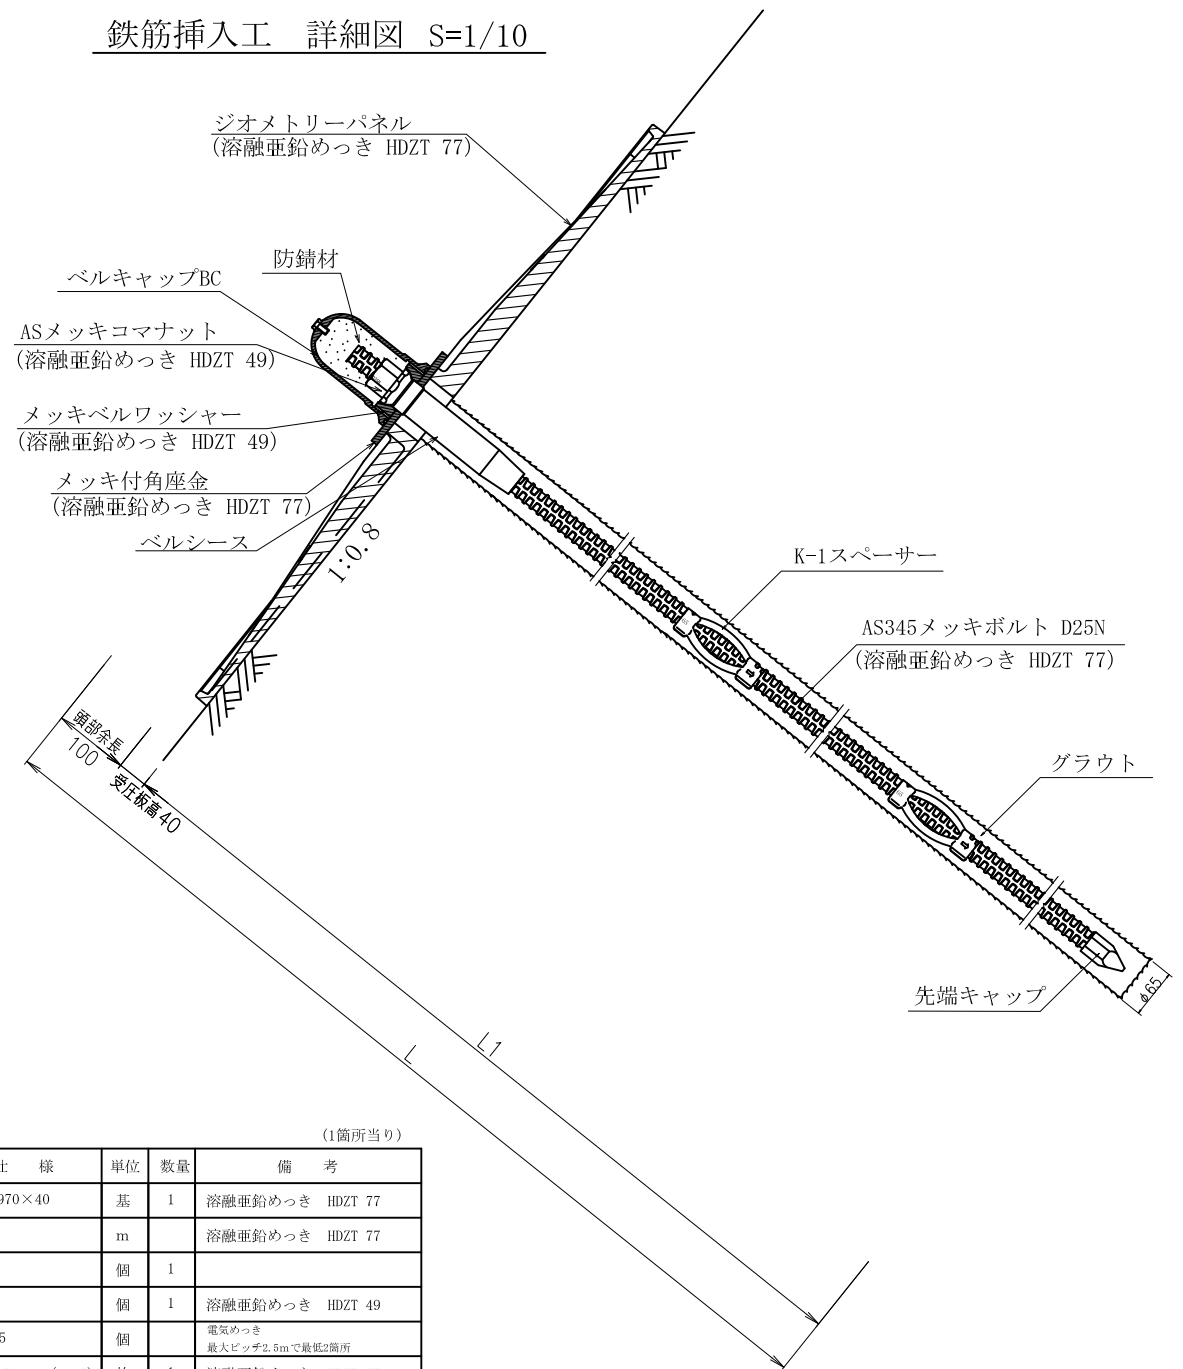 鉄筋挿入工　詳細図 S=1/10
ジオメトリーパネル
(溶融亜鉛めっき HDZT 77)
防錆材
ベルキャップBC
ASメッキコマナット
(溶融亜鉛めっき HDZT 49)
メッキベルワッシャー
(溶融亜鉛めっき HDZT 49)
メッキ付角座金
(溶融亜鉛めっき HDZT 77)
ベルシース
1:0.8
K-1スペーサー
AS345メッキボルト D25N
(溶融亜鉛めっき HDZT 77)
グラウト
先端キャップ
φ65
頭部余長
100
受圧板高40
L1
L
(1箇所当り)
仕　様 単位 数量 備　考
970×40 基 1 溶融亜鉛めっき HDZT 77
m 溶融亜鉛めっき HDZT 77
個 1
個 1 溶融亜鉛めっき HDZT 49
5 個 電気めっき
最大ピッチ2.5mで最低2箇所